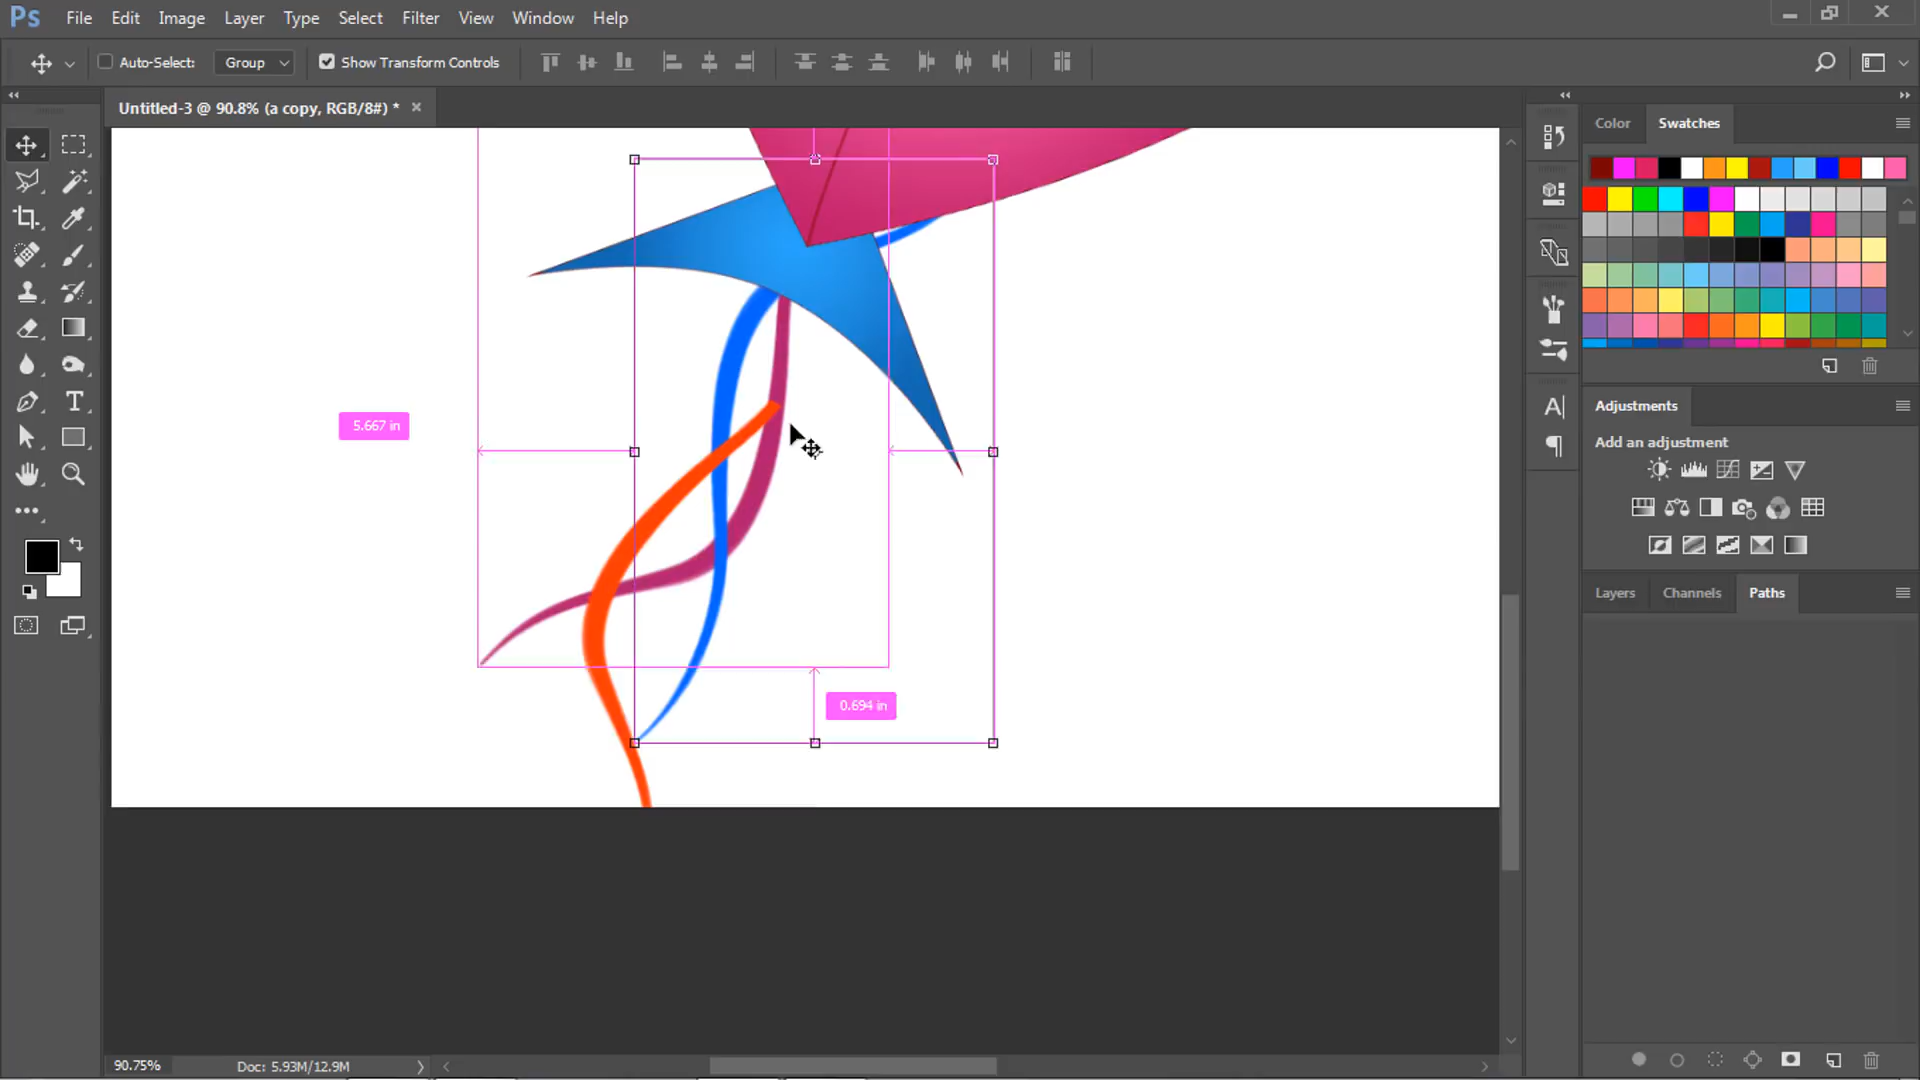 Ps File Edit Image Layer Type Select Filter View Window Help
Auto-Select: Group Show Transform Controls
Untitled-3 @ 90.8% (a copy, RGB/8#) *
Color Swatches
5.667 in
0.694 in
Adjustments
Add an adjustment
Layers Channels Paths
90.75% Doc: 5.93M/12.9M